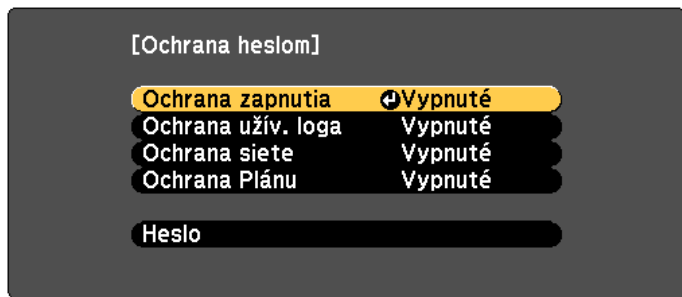 [Ochrana heslom]
Ochrana zapnutia Vypnuté
Ochrana užív. loga Vypnuté
Ochrana siete Vypnuté
Ochrana Plánu Vypnuté
Heslo